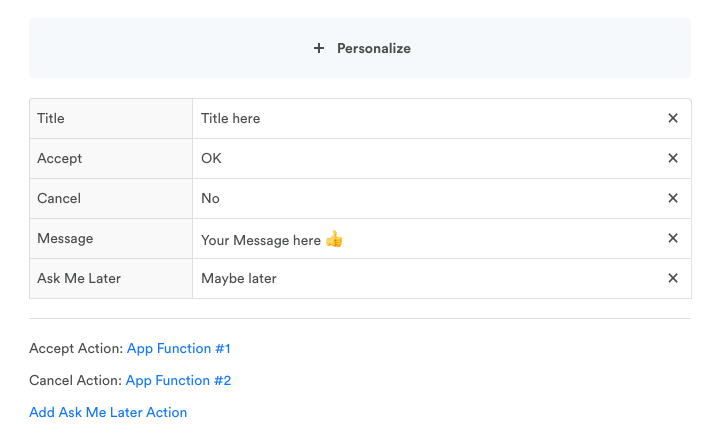 + Personalize
Title Title here ×
Accept OK ×
Cancel No ×
Message Your Message here 👍 ×
Ask Me Later Maybe later ×
Accept Action: App Function #1
Cancel Action: App Function #2
Add Ask Me Later Action